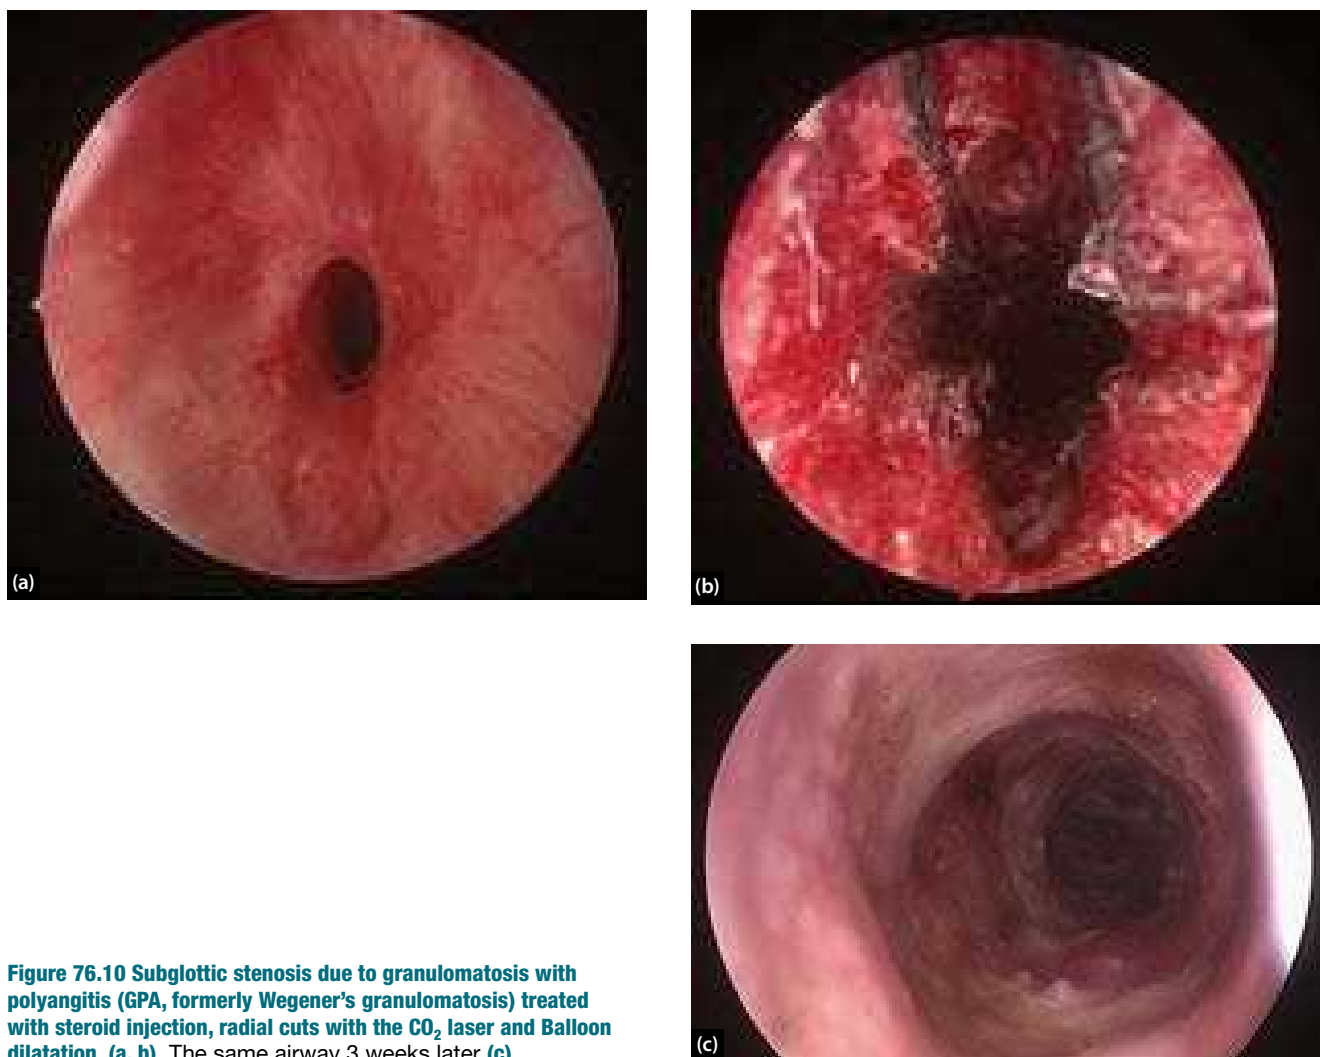 (a)
(b)
(c)
Figure 76.10 Subglottic stenosis due to granulomatosis with
polyangitis (GPA, formerly Wegener's granulomatosis) treated
with steroid injection, radial cuts with the CO₂ laser and Balloon
dilatation. (a, b). The same airway 3 weeks later (c).